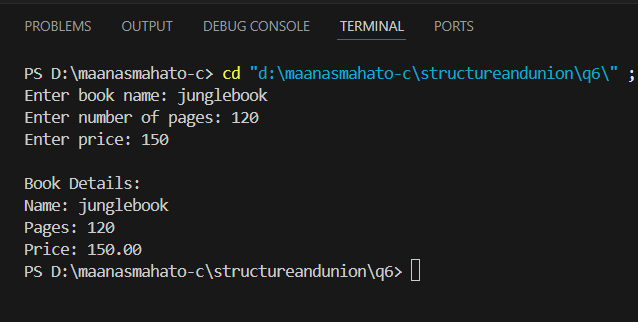 PROBLEMS OUTPUT DEBUG CONSOLE TERMINAL PORTS
PS D:\maanasmahato-c> cd "d:\maanasmahato-c\structureandunion\q6\" ;
Enter book name: junglebook
Enter number of pages: 120
Enter price: 150
Book Details:
Name: junglebook
Pages: 120
Price: 150.00
PS D:\maanasmahato-c\structureandunion\q6>